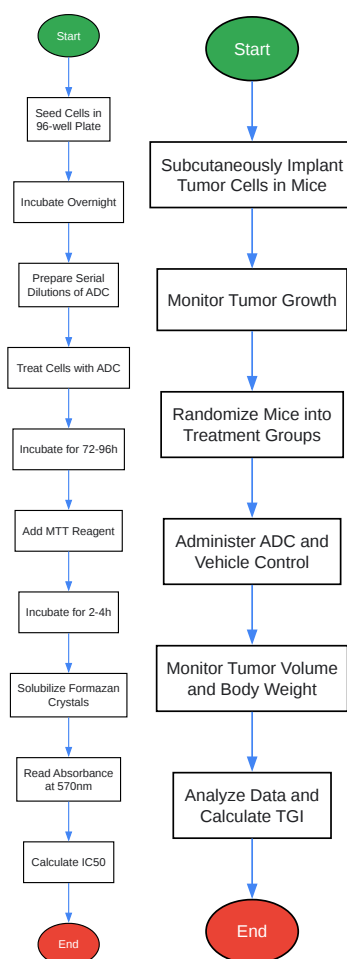 Start
Seed Cells in
96-well Plate
Incubate Overnight
Prepare Serial
Dilutions of ADC
Treat Cells with ADC
Incubate for 72-96h
Add MTT Reagent
Incubate for 2-4h
Solubilize Formazan
Crystals
Read Absorbance
at 570nm
Calculate IC50
End
Start
Subcutaneously Implant
Tumor Cells in Mice
Monitor Tumor Growth
Randomize Mice into
Treatment Groups
Administer ADC and
Vehicle Control
Monitor Tumor Volume
and Body Weight
Analyze Data and
Calculate TGI
End